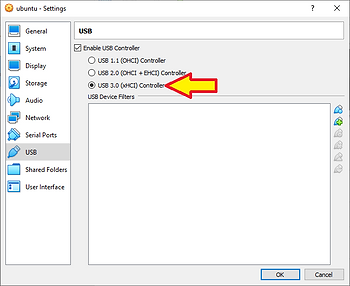 ubuntu - Settings
General
System
Display
Storage
Audio
Network
Serial Ports
USB
Shared Folders
User Interface
USB
Enable USB Controller
USB 1.1 (OHCI) Controller
USB 2.0 (OHCI + EHCI) Controller
USB 3.0 (xHCI) Controller
USB Device Filters
OK
Cancel